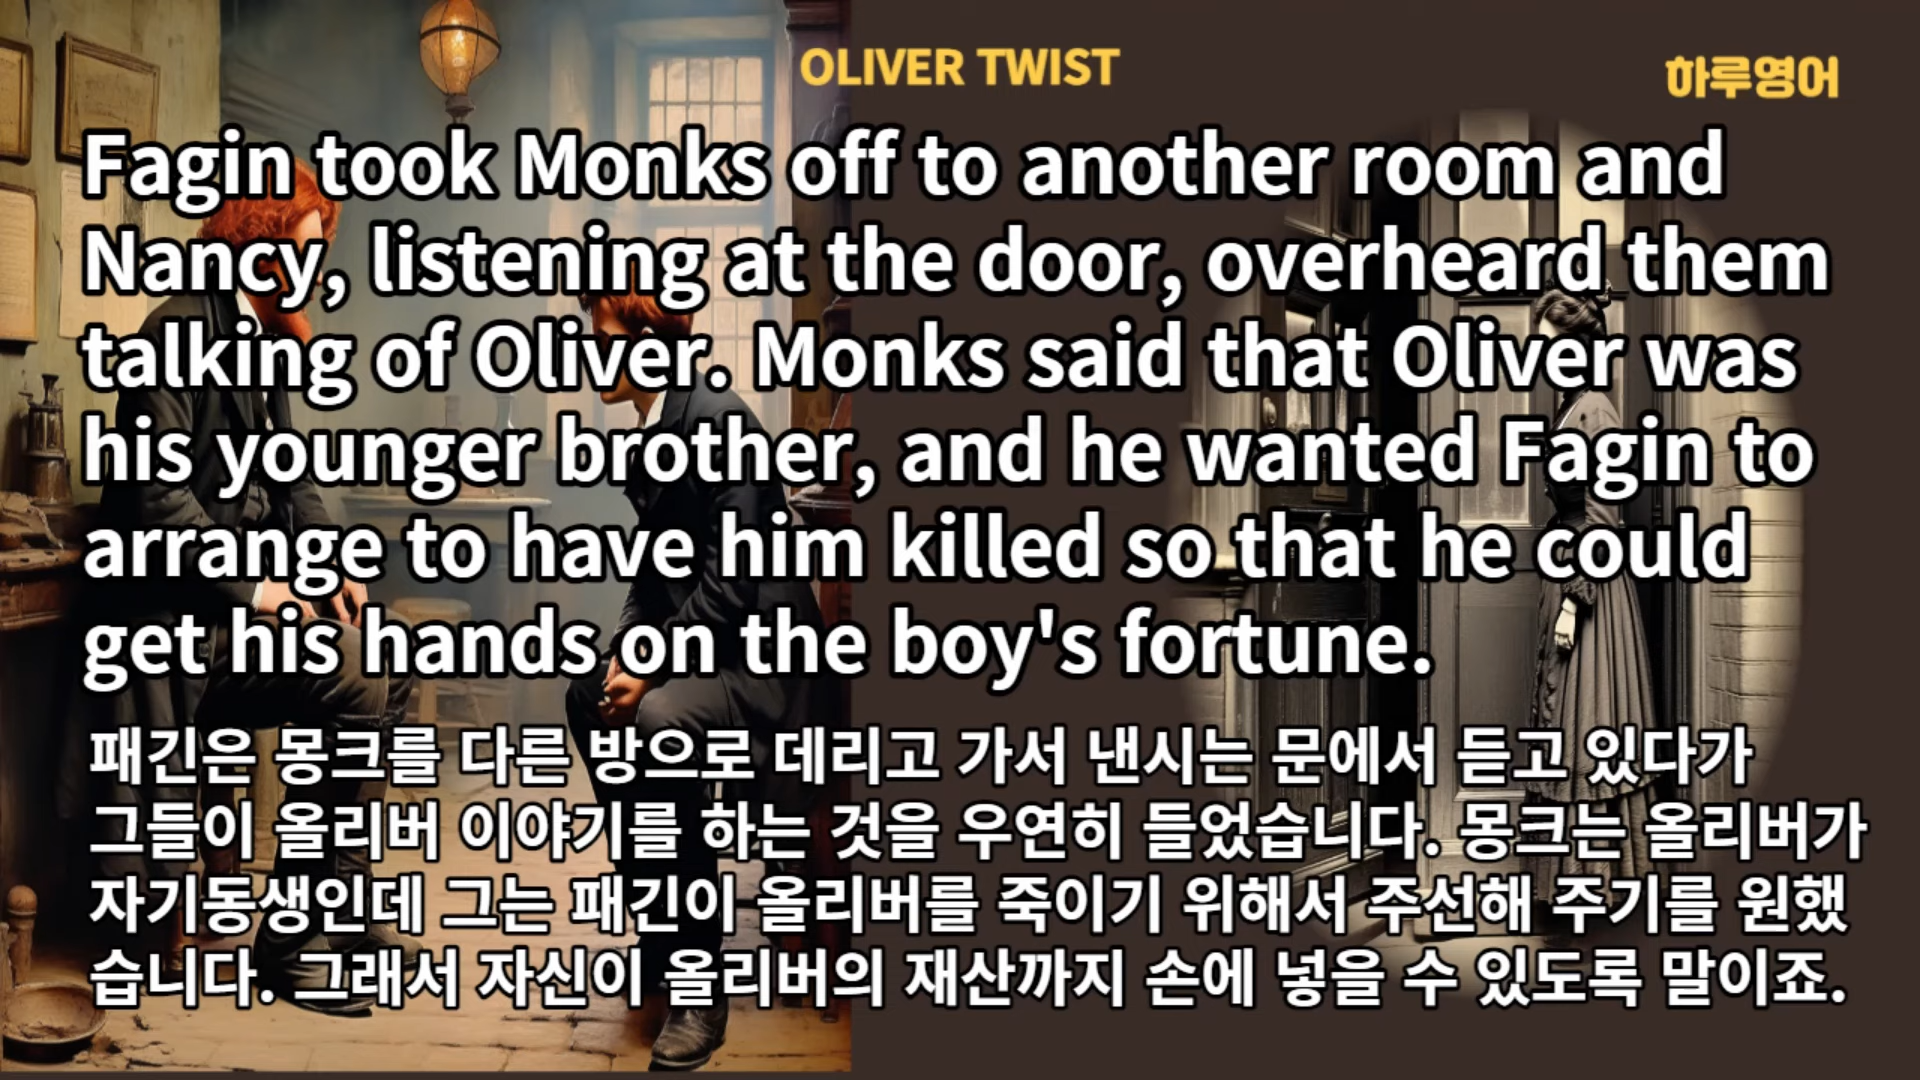 OLIVER TWIST
하루영어
Fagin took Monks off to another room and
Nancy, listening at the door, overheard them
talking of Oliver. Monks said that Oliver was
his younger brother, and he wanted Fagin to
arrange to have him killed so that he could
get his hands on the boy's fortune.
패긴은 몽크를 다른 방으로 데리고 가서 낸시는 문에서 듣고 있다가
그들이 올리버 이야기를 하는 것을 우연히 들었습니다. 몽크는 올리버가
자기동생인데 그는 패긴이 올리버를 죽이기 위해서 주선해 주기를 원했
습니다. 그래서 자신이 올리버의 재산까지 손에 넣을 수 있도록 말이죠.